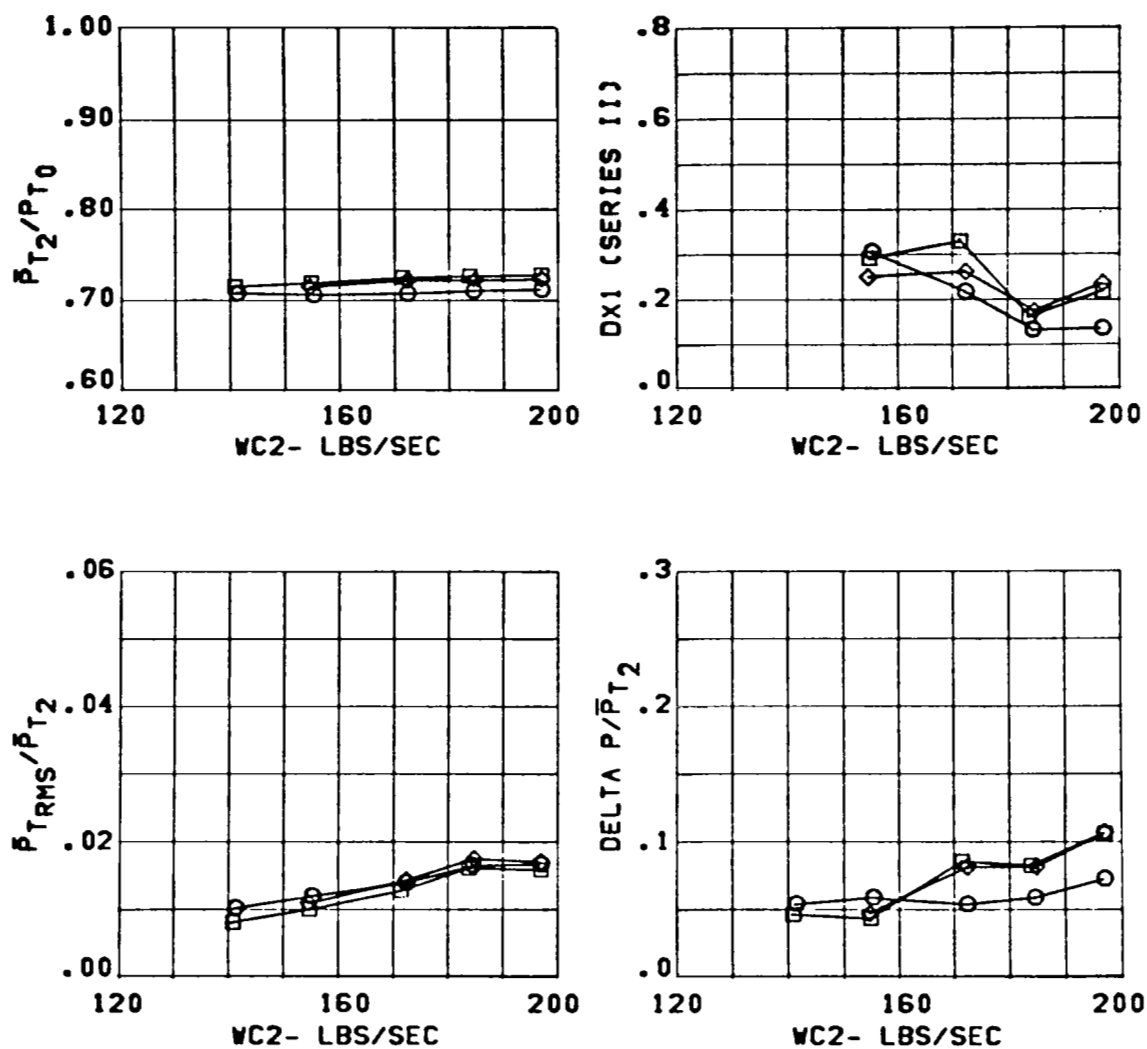 1.00
.90
P̄T2/PT0
.80
.70
.60
120 160 200
WC2- LBS/SEC
.8
.6
DX1 (SERIES II)
.4
.2
.0
120 160 200
WC2- LBS/SEC
.06
.04
P̄TRMS/P̄T2
.02
.00
120 160 200
WC2- LBS/SEC
.3
.2
DELTA P/P̄T2
.1
.0
120 160 200
WC2- LBS/SEC